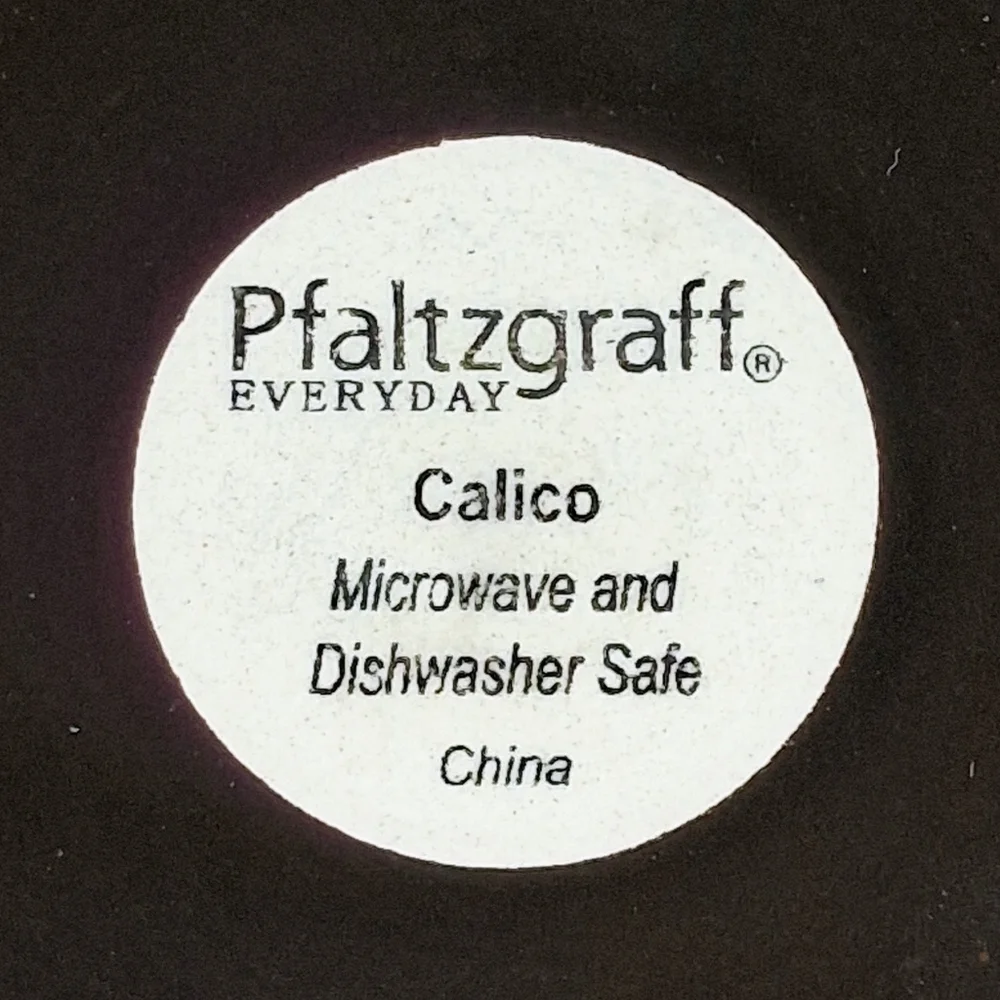 Pfaltzgraff®
EVERYDAY
Calico
Microwave and
Dishwasher Safe
China